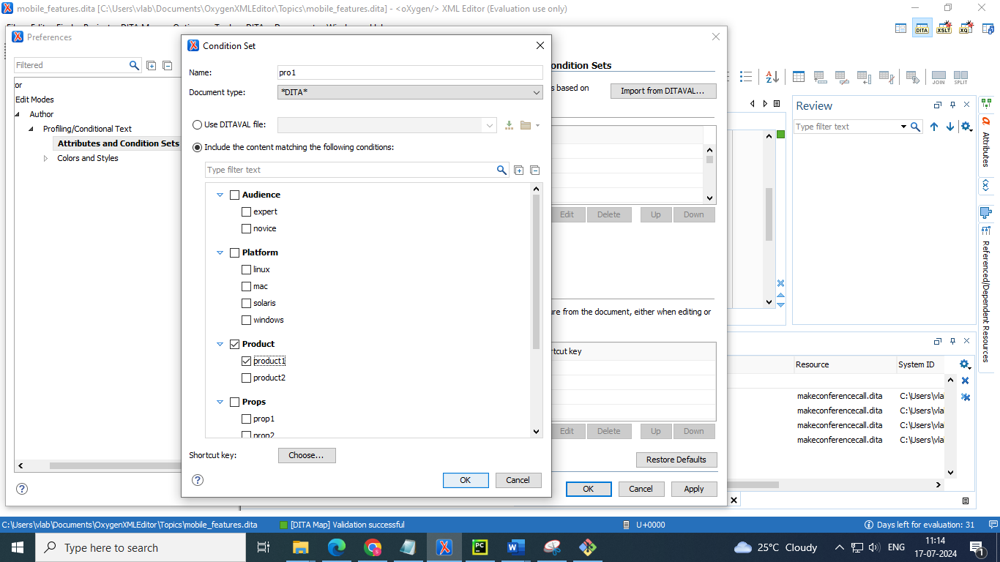 mobile_features.dita [C:\Users\vlab\Documents\OxygenXMLEditor\Topics\mobile_features.dita] - <oXygen/> XML Editor (Evaluation use only)
DITA
XSLT
XQ
Preferences
Filtered
or
Edit Modes
Author
Profiling/Conditional Text
Attributes and Condition Sets
Colors and Styles
Condition Set
Name:
pro1
Document type:
*DITA*
Use DITAVAL file:
Include the content matching the following conditions:
Type filter text
Audience
expert
novice
Platform
linux
mac
solaris
windows
Product
product1
product2
Props
prop1
prop2
Shortcut key:
Choose...
OK
Cancel
ondition Sets
s based on
Import from DITAVAL...
Edit
Delete
Up
Down
ure from the document, either when editing or
rtcut key
Edit
Delete
Up
Down
Restore Defaults
OK
Cancel
Apply
JOIN
SPLIT
Review
Type filter text
Attributes
Referenced/Dependent Resources
Resource
System ID
makeconferencecall.dita C:\Users\vla
makeconferencecall.dita C:\Users\vla
makeconferencecall.dita C:\Users\vla
makeconferencecall.dita C:\Users\vla
C:\Users\vlab\Documents\OxygenXMLEditor\Topics\mobile_features.dita
[DITA Map] Validation successful
U+0000
Days left for evaluation: 31
Type here to search
25°C Cloudy
ENG
11:14
17-07-2024
1